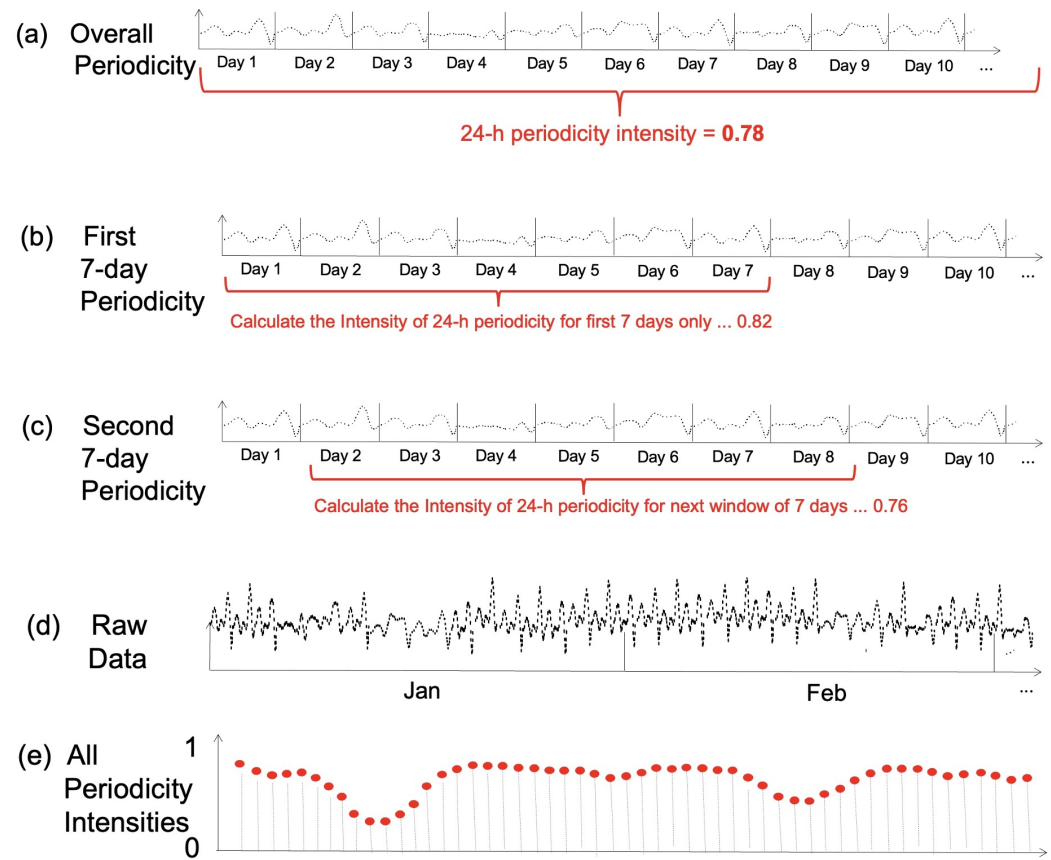 (a) Overall
Periodicity
Day 1 Day 2 Day 3 Day 4 Day 5 Day 6 Day 7 Day 8 Day 9 Day 10 ...
24-h periodicity intensity = 0.78
(b) First
7-day
Periodicity
Day 1 Day 2 Day 3 Day 4 Day 5 Day 6 Day 7 Day 8 Day 9 Day 10 ...
Calculate the Intensity of 24-h periodicity for first 7 days only ... 0.82
(c) Second
7-day
Periodicity
Day 1 Day 2 Day 3 Day 4 Day 5 Day 6 Day 7 Day 8 Day 9 Day 10 ...
Calculate the Intensity of 24-h periodicity for next window of 7 days ... 0.76
(d) Raw
Data
Jan Feb ...
(e) All
Periodicity
Intensities
1
0